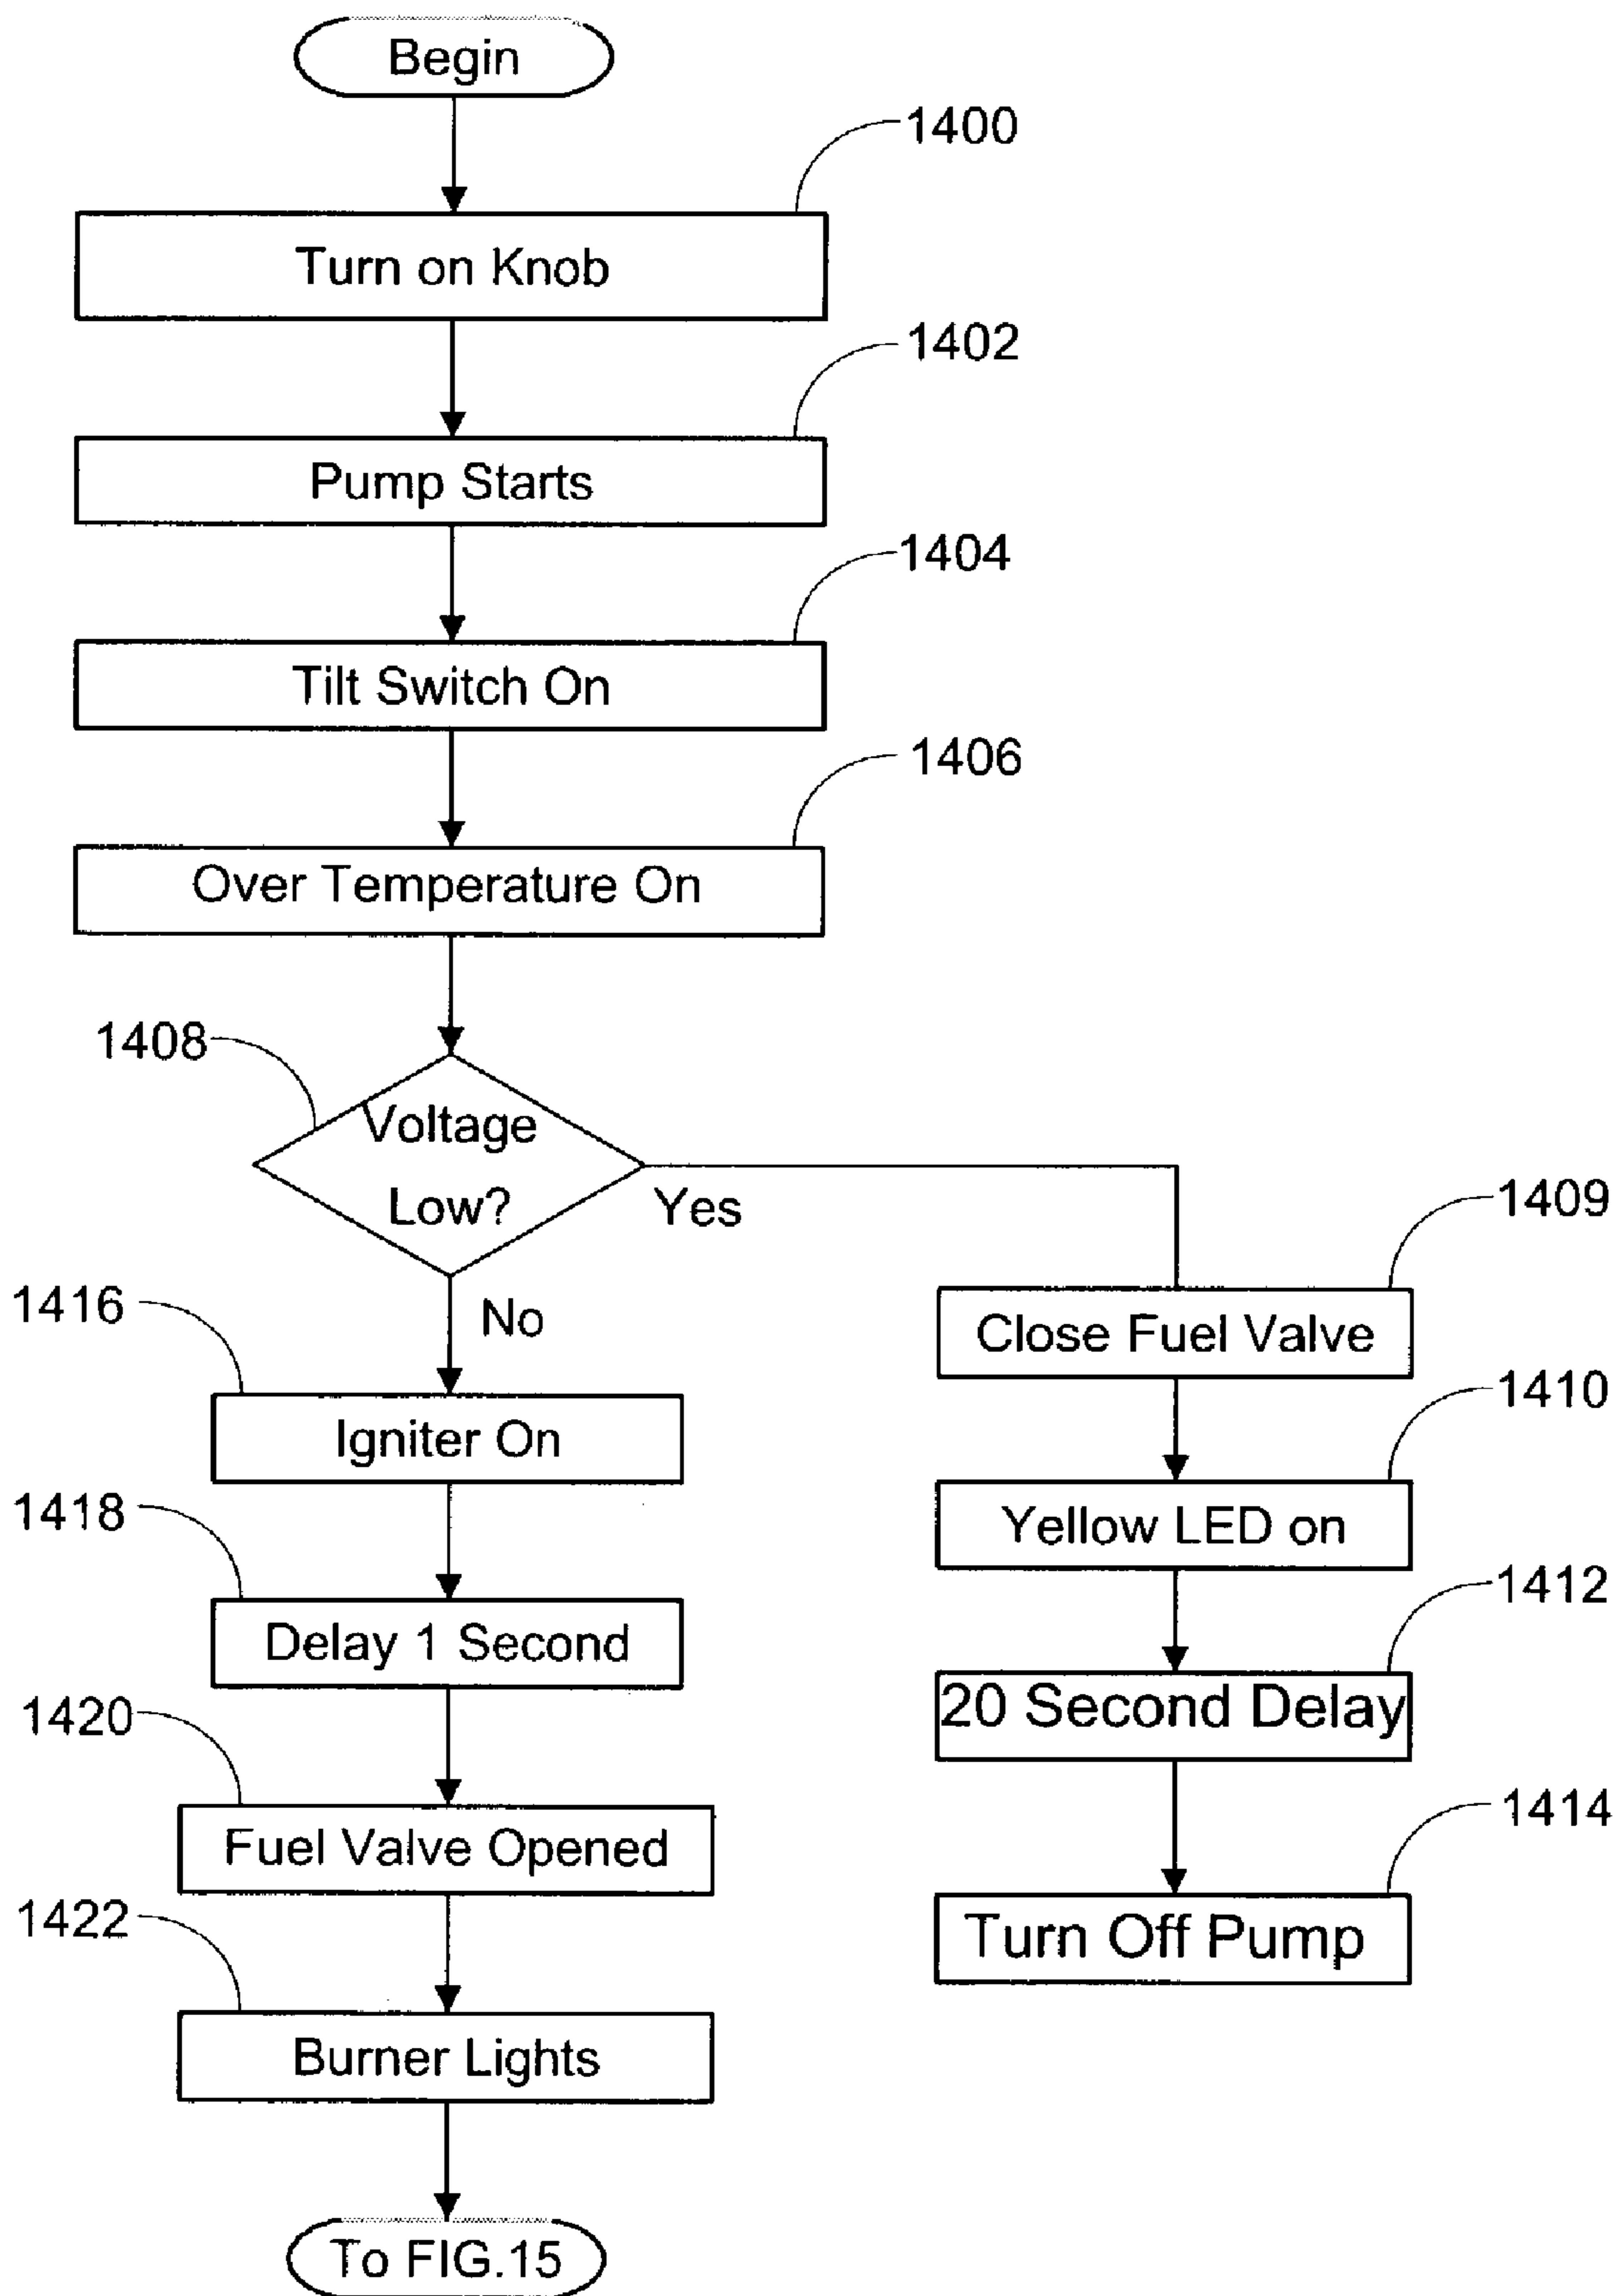 Begin
1400
Turn on Knob
1402
Pump Starts
1404
Tilt Switch On
1406
Over Temperature On
1408
Voltage
Low?
Yes
No
1409
Close Fuel Valve
1410
Yellow LED on
1412
20 Second Delay
1414
Turn Off Pump
1416
Igniter On
1418
Delay 1 Second
1420
Fuel Valve Opened
1422
Burner Lights
To FIG.15